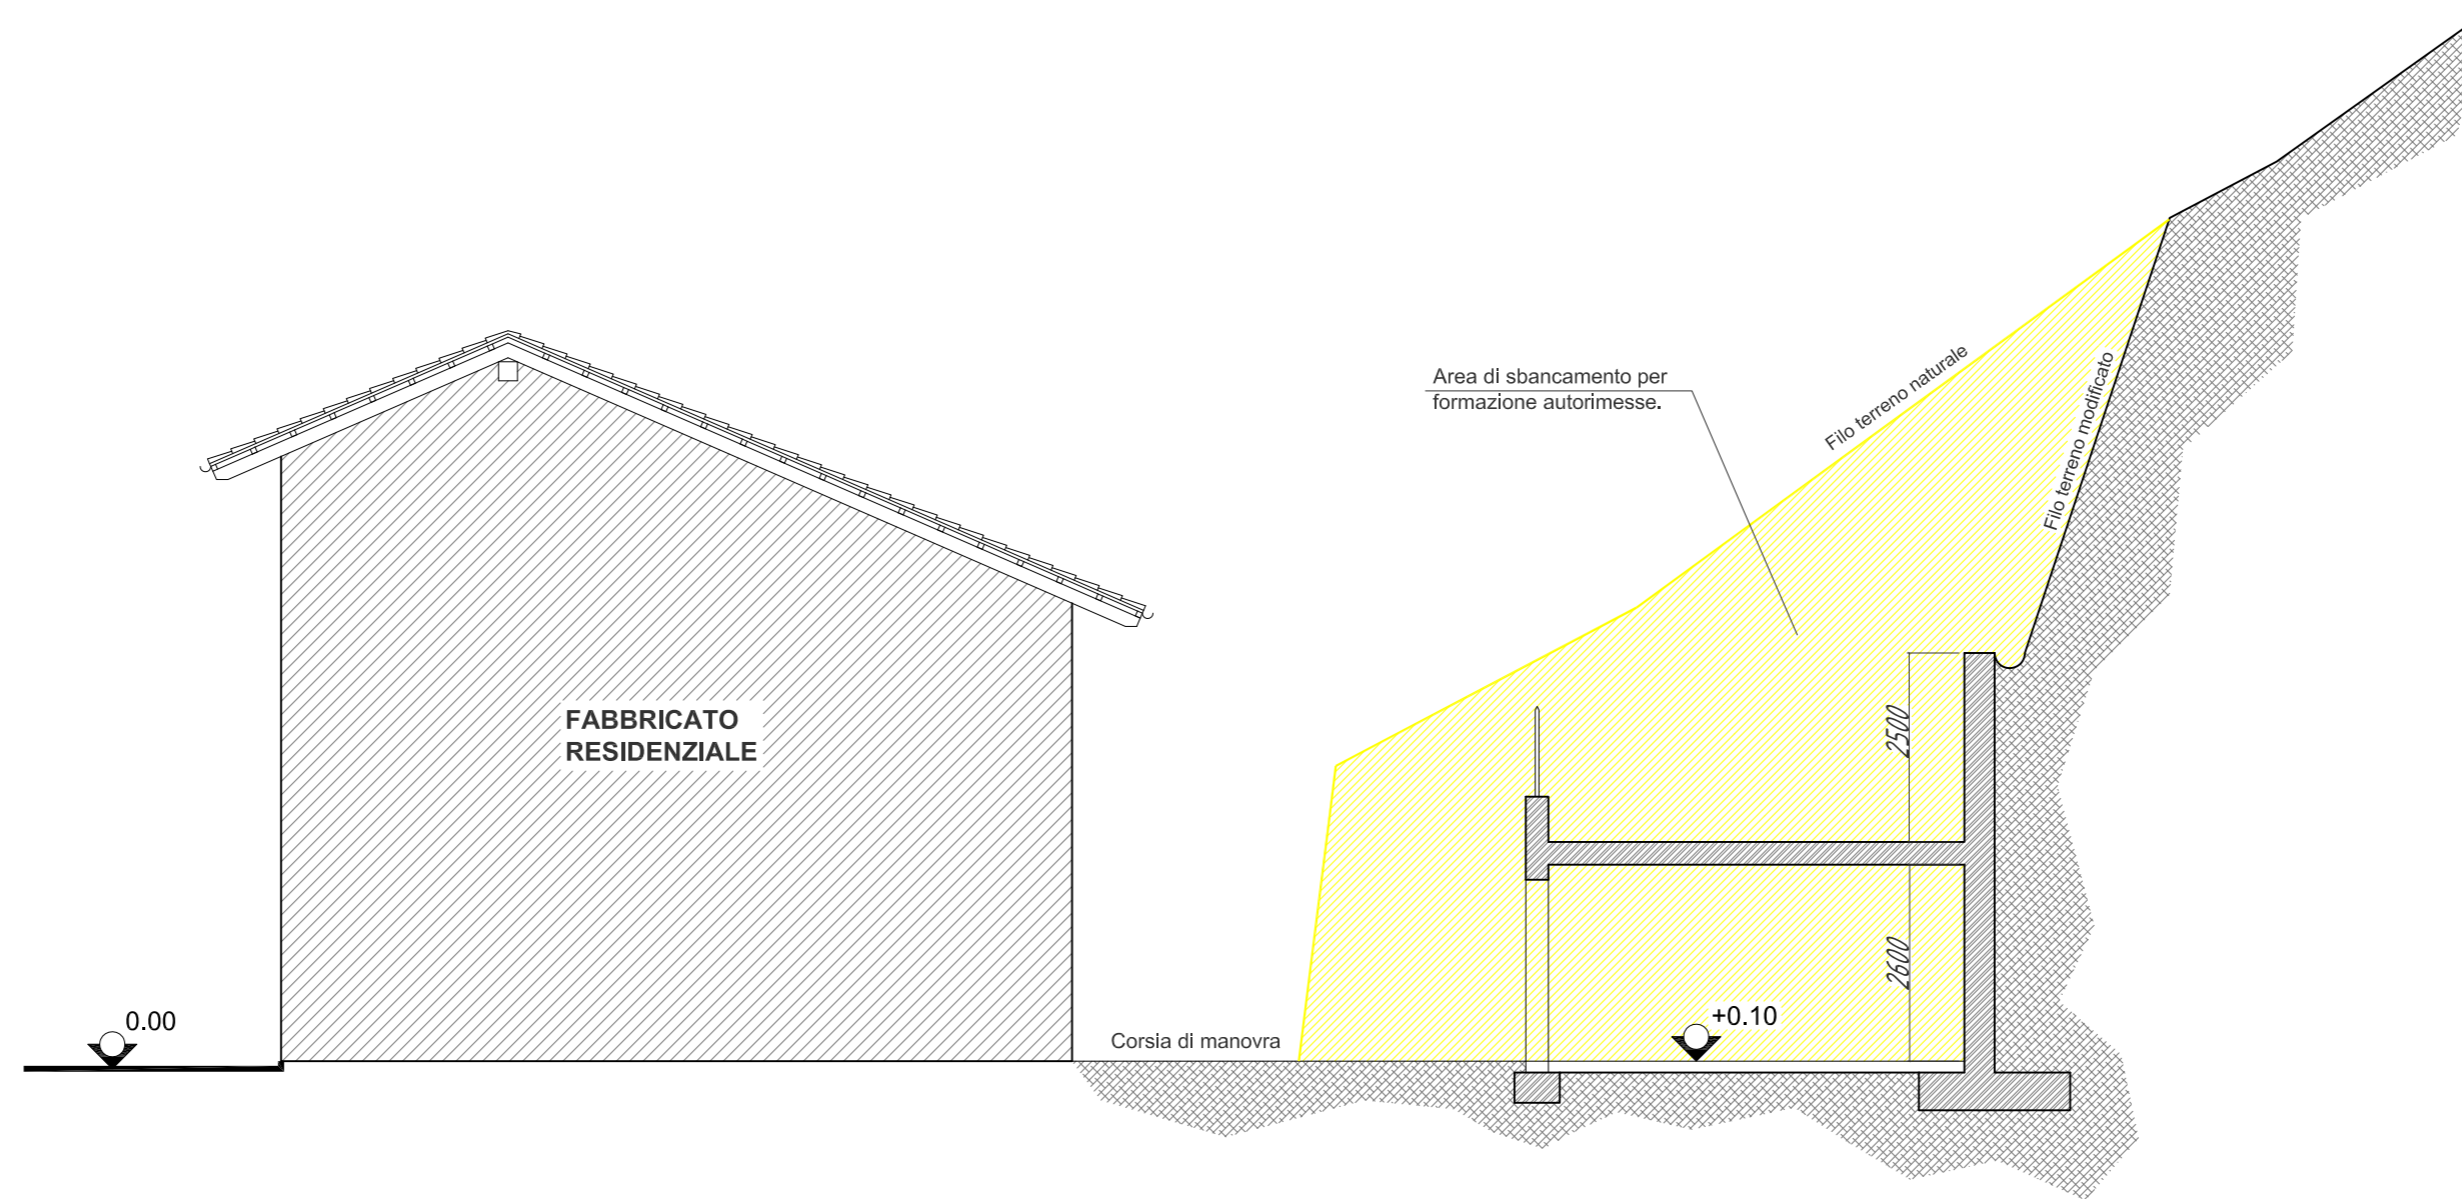 Area di sbancamento per
formazione autorimesse.
Filo terreno naturale
Filo terreno modificato
FABBRICATO
RESIDENZIALE
2500
2600
0.00
+0.10
Corsia di manovra